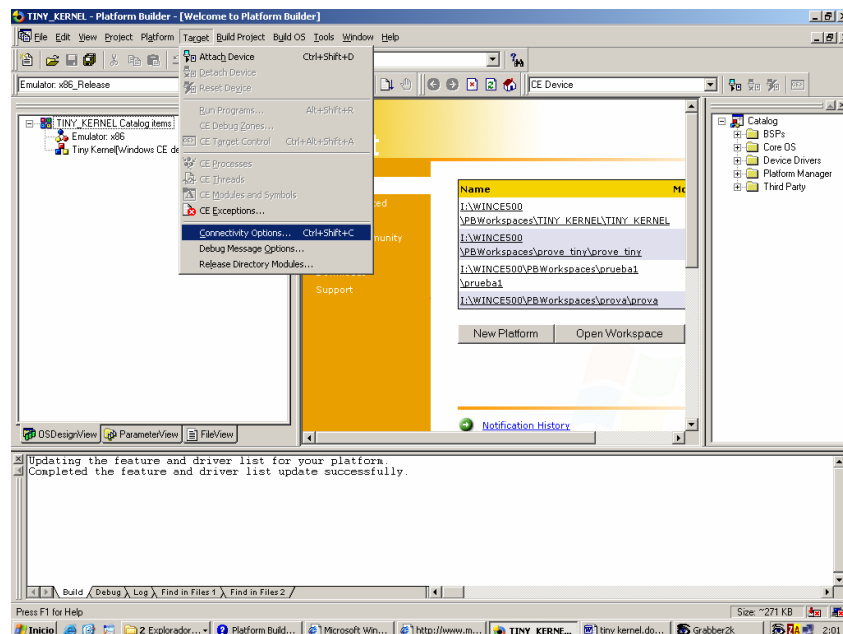 TINY_KERNEL - Platform Builder - [Welcome to Platform Builder]
File Edit View Project Platform Target Build Project Build OS Tools Window Help
Emulator: x86_Release
CE Device
Attach Device Ctrl+Shift+D
Detach Device
Reset Device
Run Programs... Alt+Shift+R
CE Debug Zones...
CE Target Control Ctrl+Alt+Shift+A
CE Processes
CE Threads
CE Modules and Symbols
CE Exceptions...
Connectivity Options... Ctrl+Shift+C
Debug Message Options...
Release Directory Modules...
TINY_KERNEL Catalog items
Emulator: x86
Tiny Kernel[Windows CE de
Support
Name
I:\WINCE500
\PBWorkspaces\TINY_KERNEL\TINY_KERNEL
I:\WINCE500
\PBWorkspaces\prove_tiny\prove_tiny
I:\WINCE500\PBWorkspaces\prueba1
\prueba1
I:\WINCE500\PBWorkspaces\prova\prova
New Platform Open Workspace
Notification History
Catalog
BSPs
Core OS
Device Drivers
Platform Manager
Third Party
OSDesignView ParameterView FileView
Updating the feature and driver list for your platform.
Completed the feature and driver list update successfully.
Build Debug Log Find in Files 1 Find in Files 2
Press F1 for Help
Size: ~271 KB
Inicio 2 Explorador... Platform Build... Microsoft Win... http://www.m... TINY_KERNE... tiny kernel.do... Grabber2k 2:01